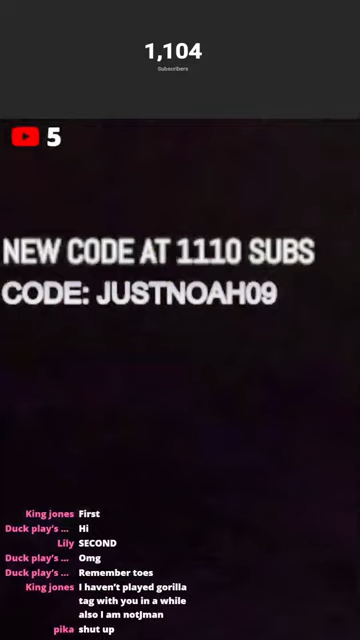 1,104
Subscribers
5
NEW CODE AT 1110 SUBS
CODE: JUSTNOAH09
King jones First
Duck play's ... Hi
Lily SECOND
Duck play's ... Omg
Duck play's ... Remember toes
King jones I haven't played gorilla
tag with you in a while
also I am notJman
pika shut up